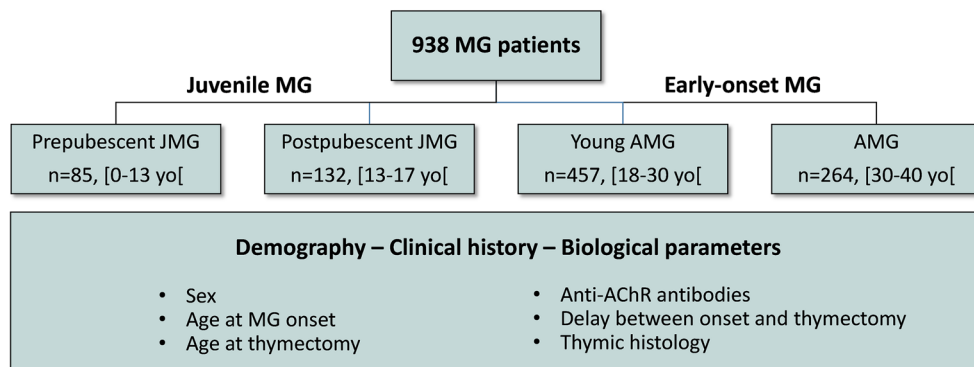 938 MG patients
Juvenile MG
Early-onset MG
Prepubescent JMG
n=85, [0-13 yo[
Postpubescent JMG
n=132, [13-17 yo[
Young AMG
n=457, [18-30 yo[
AMG
n=264, [30-40 yo[
Demography – Clinical history – Biological parameters
• Sex
• Age at MG onset
• Age at thymectomy
• Anti-AChR antibodies
• Delay between onset and thymectomy
• Thymic histology